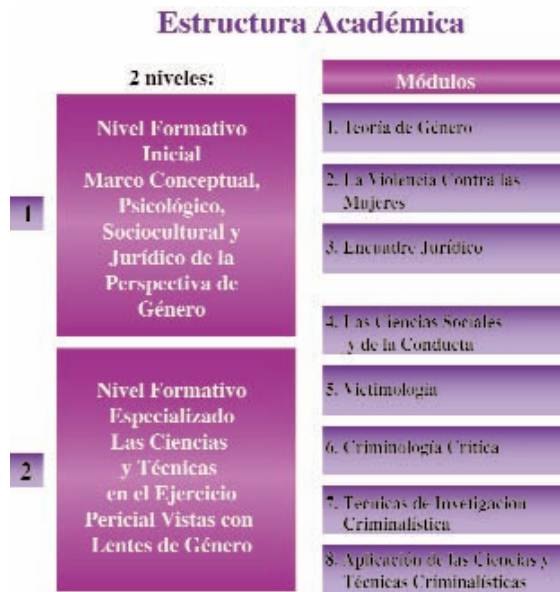 Estructura Académica
2 niveles:
1
Nivel Formativo
Inicial
Marco Conceptual,
Psicológico,
Sociocultural y
Jurídico de la
Perspectiva de
Género
2
Nivel Formativo
Especializado
Las Ciencias
y Técnicas
en el Ejercicio
Pericial Vistas con
Lentes de Género
Módulos
1. Teoría de Género
2. La Violencia Contra las
Mujeres
3. Encuadre Jurídico
4. Las Ciencias Sociales
y de la Conducta
5. Victimología
6. Criminología Crítica
7. Técnicas de Investigación
Criminalística
8. Aplicación de las Ciencias y
Técnicas Criminalísticas